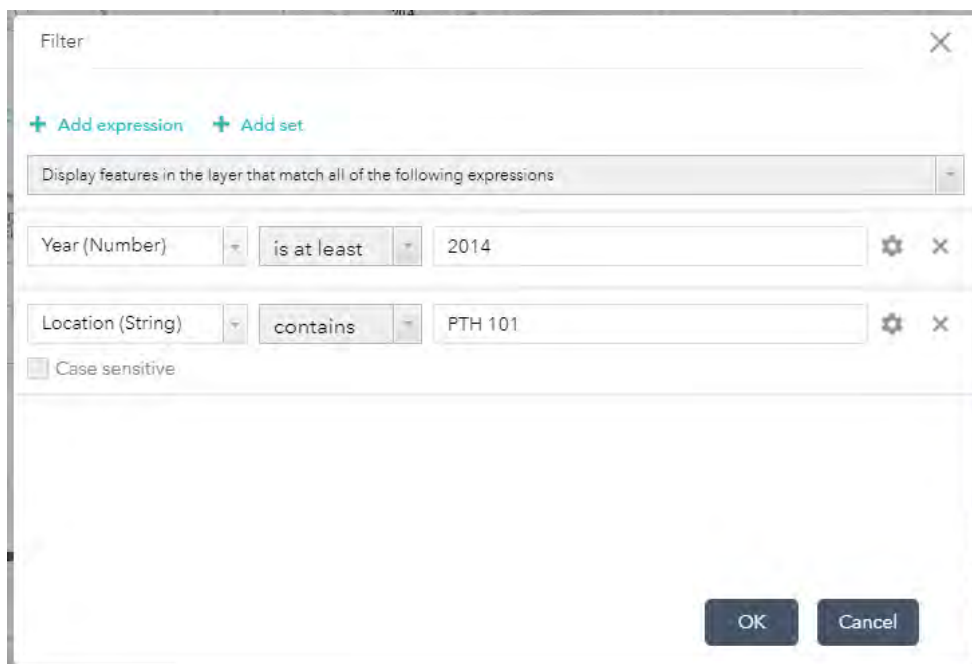 Filter
Add expression Add set
Display features in the layer that match all of the following expressions
Year (Number) is at least 2014
Location (String) contains PTH 101
Case sensitive
OK Cancel